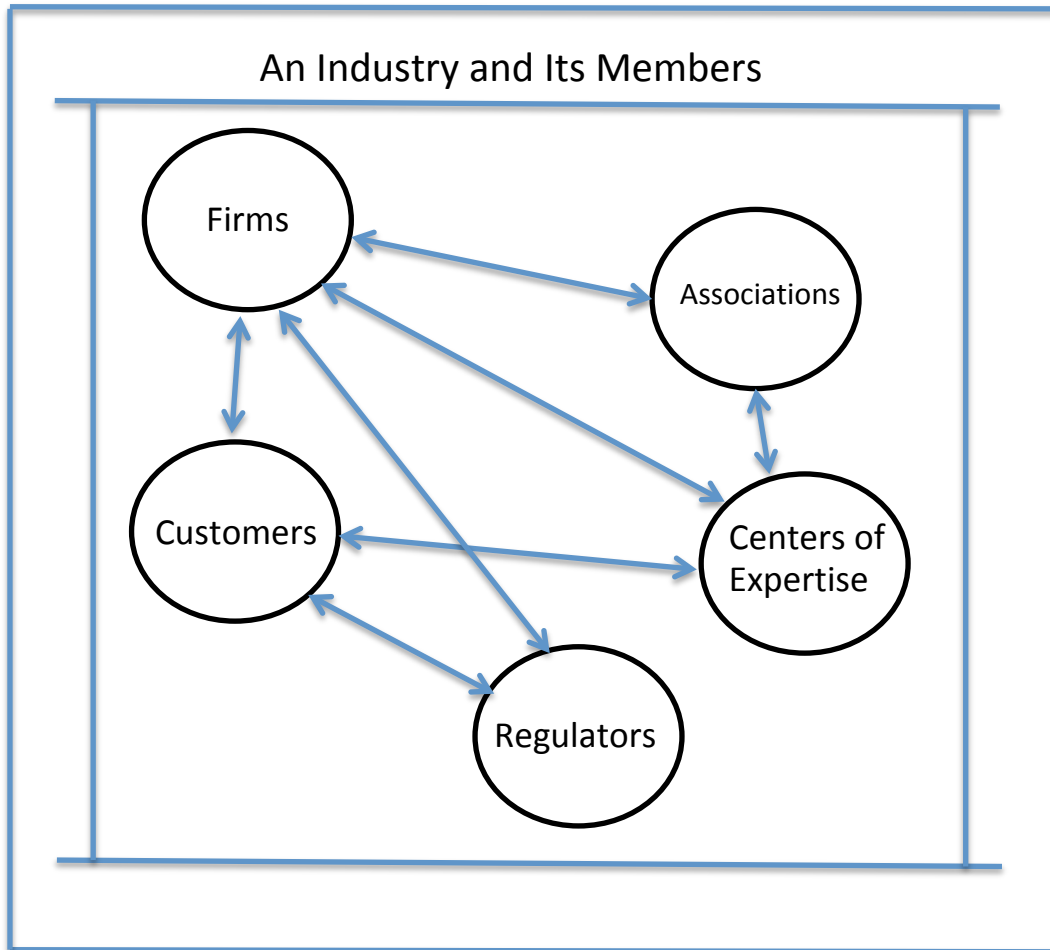 An Industry and Its Members
Firms
Associations
Customers
Centers of
Expertise
Regulators